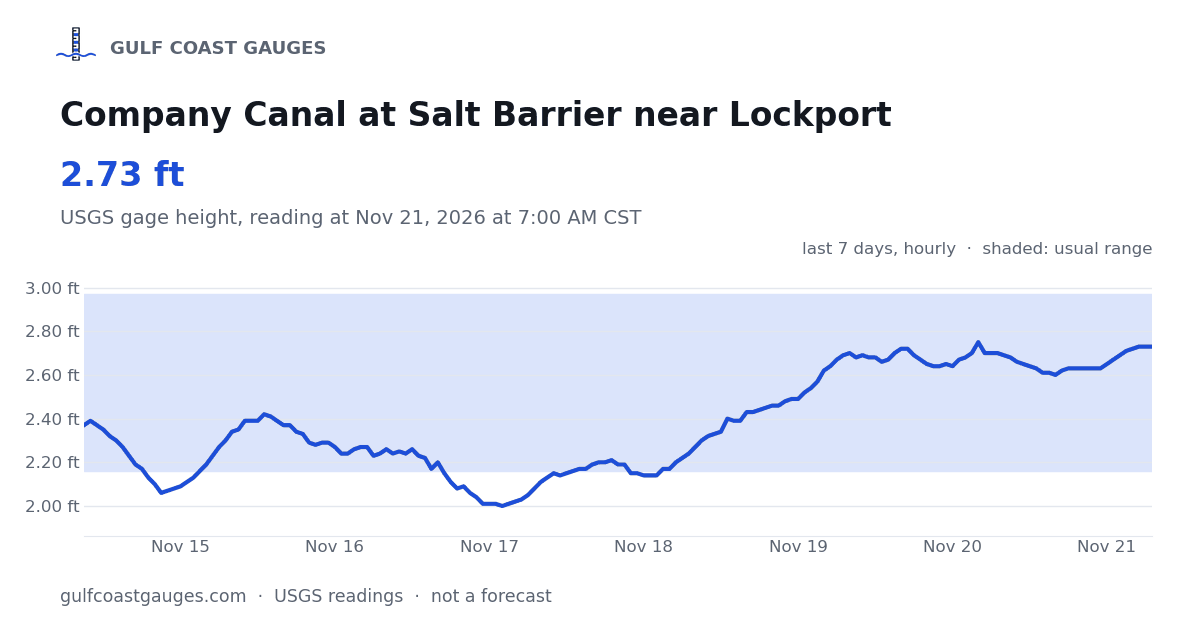 GULF COAST GAUGES
Company Canal at Salt Barrier near Lockport
2.73 ft
USGS gage height, reading at Nov 21, 2026 at 7:00 AM CST
last 7 days, hourly · shaded: usual range
3.00 ft
2.80 ft
2.60 ft
2.40 ft
2.20 ft
2.00 ft
Nov 15 Nov 16 Nov 17 Nov 18 Nov 19 Nov 20 Nov 21
gulfcoastgauges.com · USGS readings · not a forecast